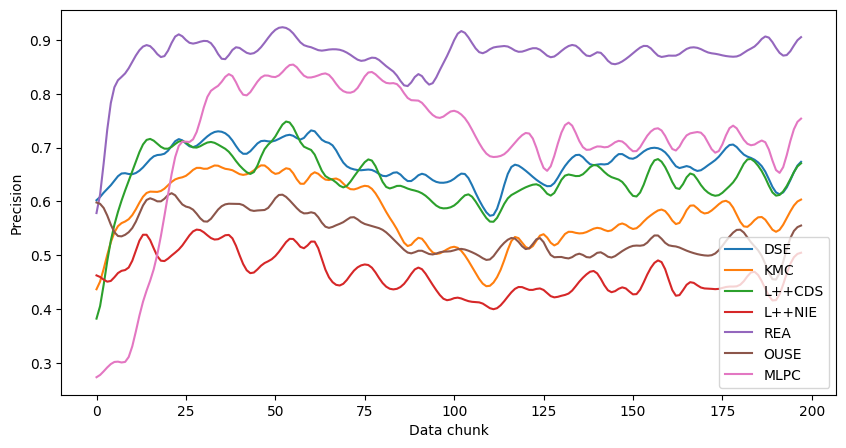 Precision
0.9
0.8
0.7
0.6
0.5
0.4
0.3
0
25
50
75
100
125
150
175
200
Data chunk
DSE
KMC
L++CDS
L++NIE
REA
OUSE
MLPC